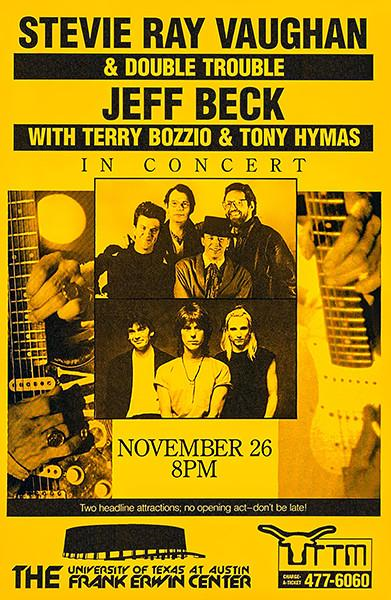 STEVIE RAY VAUGHAN
& DOUBLE TROUBLE
JEFF BECK
WITH TERRY BOZZIO & TONY HYMAS
IN CONCERT
NOVEMBER 26
8PM
Two headline attractions; no opening act–don't be late!
THE UNIVERSITY OF TEXAS AT AUSTIN
FRANK ERWIN CENTER
UTTM
CHARGE-
A-TICKET 477-6060